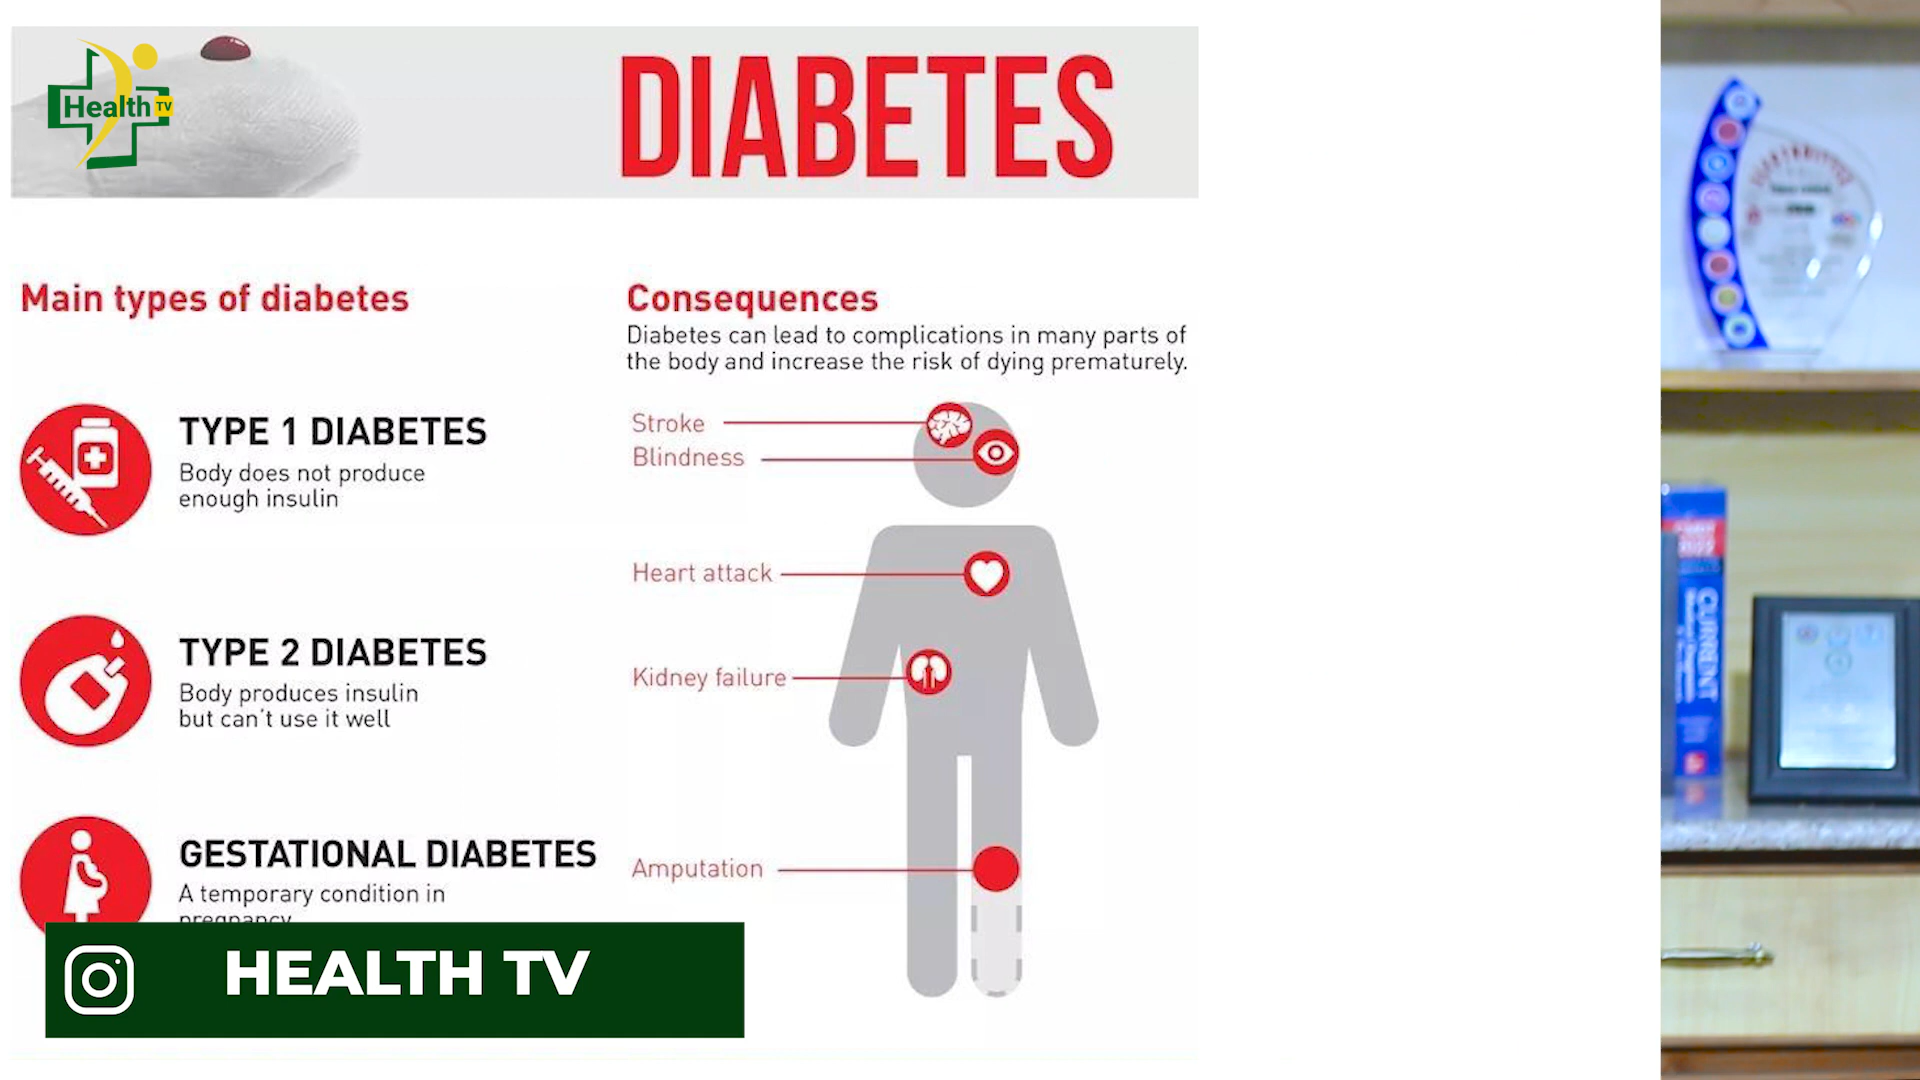 Health TV
DIABETES
Main types of diabetes
TYPE 1 DIABETES
Body does not produce
enough insulin
TYPE 2 DIABETES
Body produces insulin
but can't use it well
GESTATIONAL DIABETES
A temporary condition in
pregnancy
Consequences
Diabetes can lead to complications in many parts of
the body and increase the risk of dying prematurely.
Stroke
Blindness
Heart attack
Kidney failure
Amputation
HEALTH TV
CURRENT